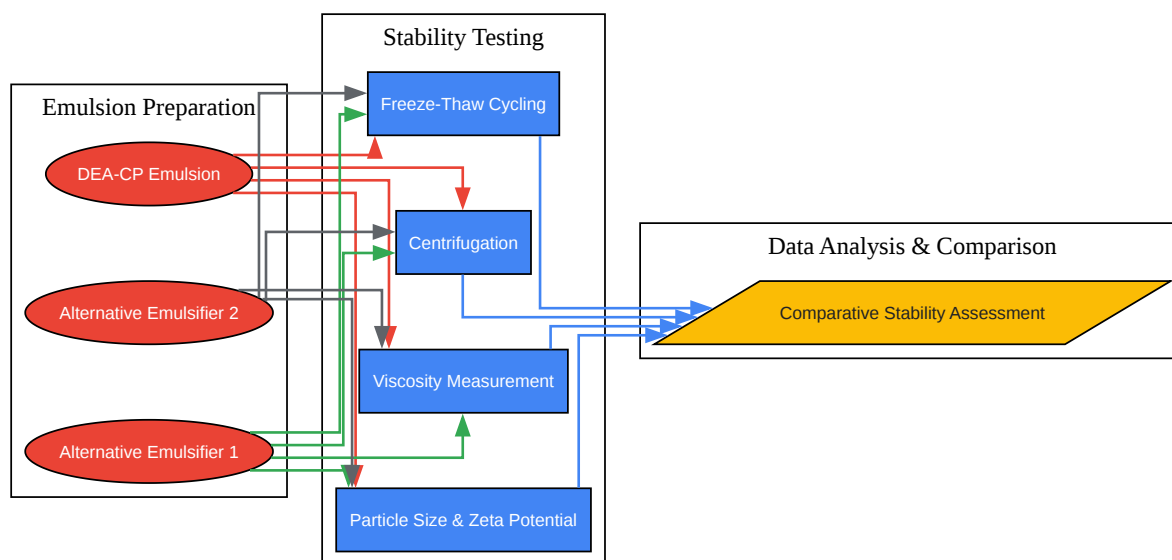 Emulsion Preparation
DEA-CP Emulsion
Alternative Emulsifier 2
Alternative Emulsifier 1
Stability Testing
Freeze-Thaw Cycling
Centrifugation
Viscosity Measurement
Particle Size & Zeta Potential
Data Analysis & Comparison
Comparative Stability Assessment